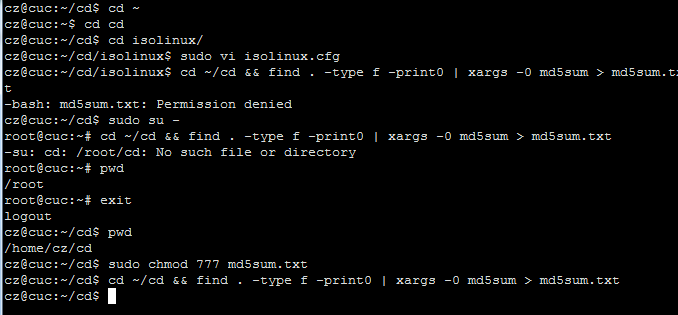 cz@cuc:~/cd$ cd ~
cz@cuc:~$ cd cd
cz@cuc:~/cd$ cd isolinux/
cz@cuc:~/cd/isolinux$ sudo vi isolinux.cfg
cz@cuc:~/cd/isolinux$ cd ~/cd && find . -type f -print0 | xargs -0 md5sum > md5sum.tx
t
-bash: md5sum.txt: Permission denied
cz@cuc:~/cd$ sudo su -
root@cuc:~# cd ~/cd && find . -type f -print0 | xargs -0 md5sum > md5sum.txt
-su: cd: /root/cd: No such file or directory
root@cuc:~# pwd
/root
root@cuc:~# exit
logout
cz@cuc:~/cd$ pwd
/home/cz/cd
cz@cuc:~/cd$ sudo chmod 777 md5sum.txt
cz@cuc:~/cd$ cd ~/cd && find . -type f -print0 | xargs -0 md5sum > md5sum.txt
cz@cuc:~/cd$